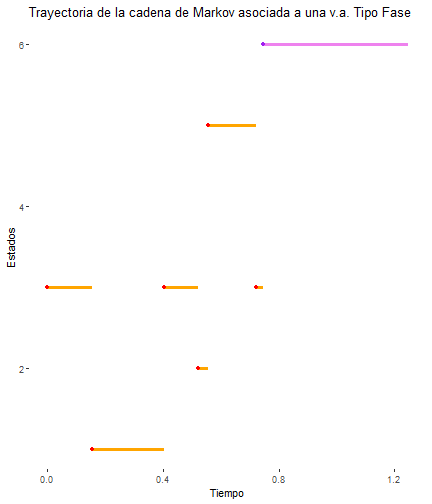 Trayectoria de la cadena de Markov asociada a una v.a. Tipo Fase
6
4
2
Estados
0.0 0.4 0.8 1.2
Tiempo